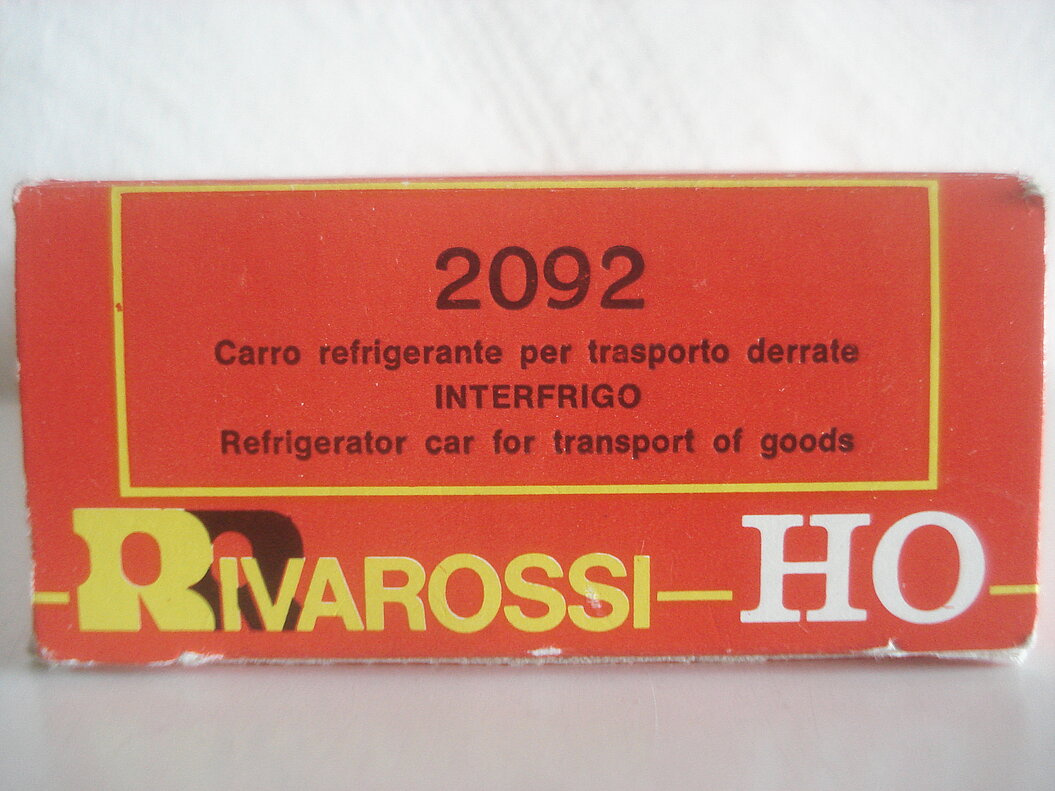 2092
Carro refrigerante per trasporto derrate
INTERFRIGO
Refrigerator car for transport of goods
RIVAROSSI HO